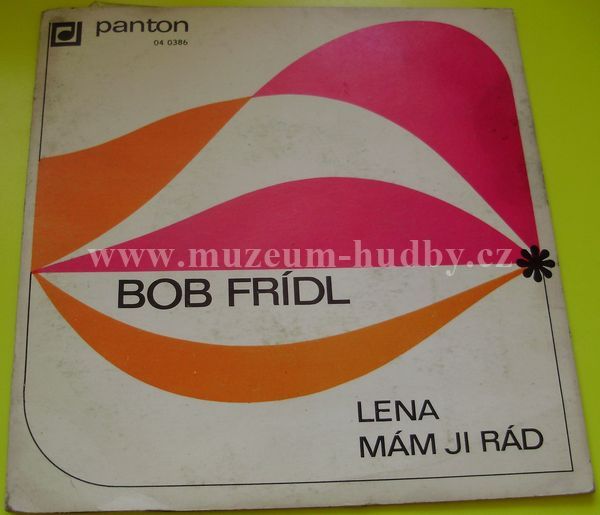 panton
04 0386
www.muzeum-hudby.cz
BOB FRÍDL
LENA
MÁM JI RÁD